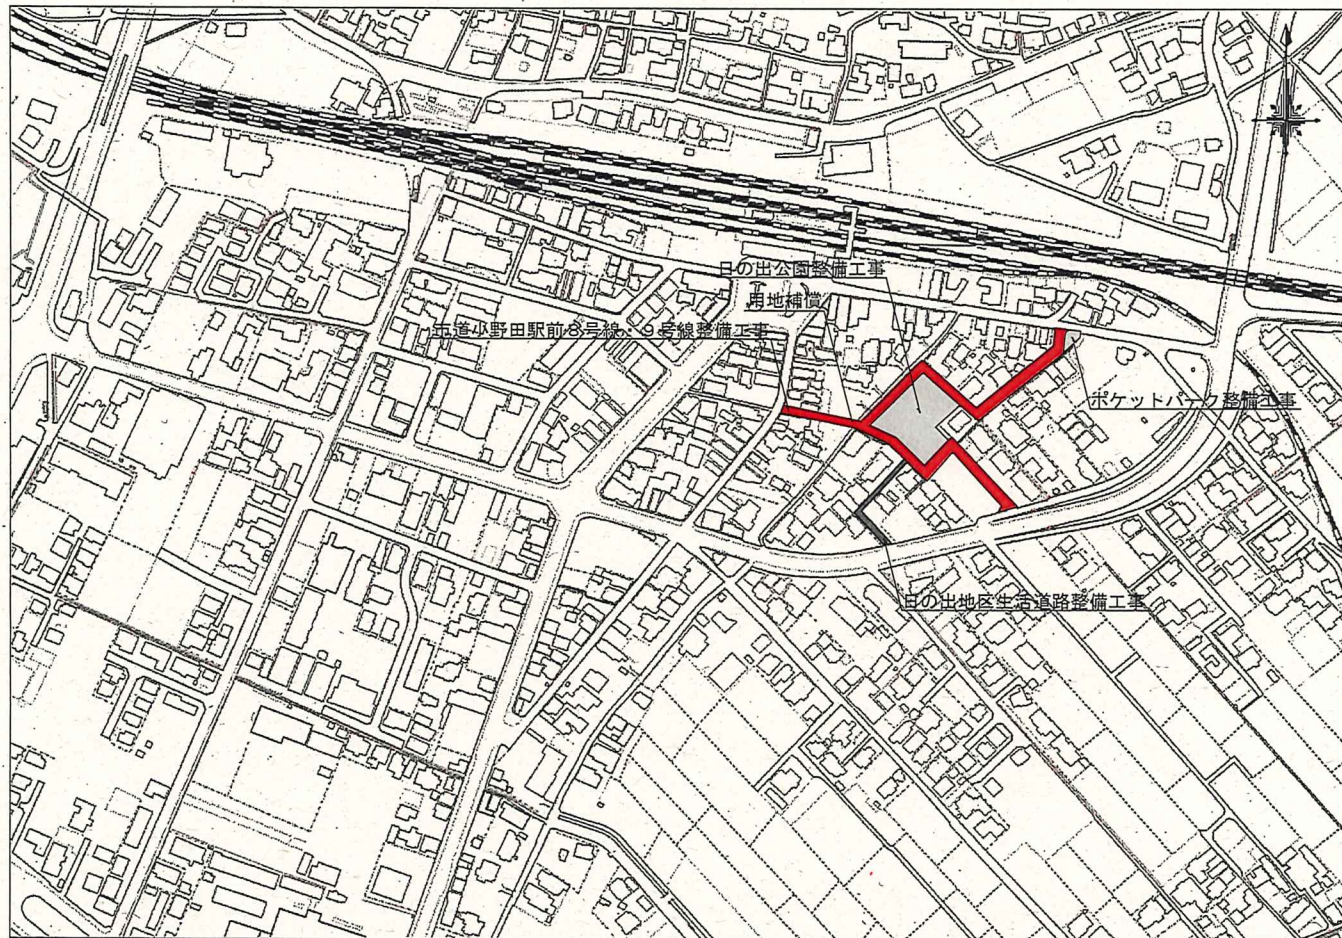 日の出公園整備工事
用地補償
市道小野田駅前8号線、9号線整備工事
ポケットパーク整備工事
日の出地区生活道路整備工事